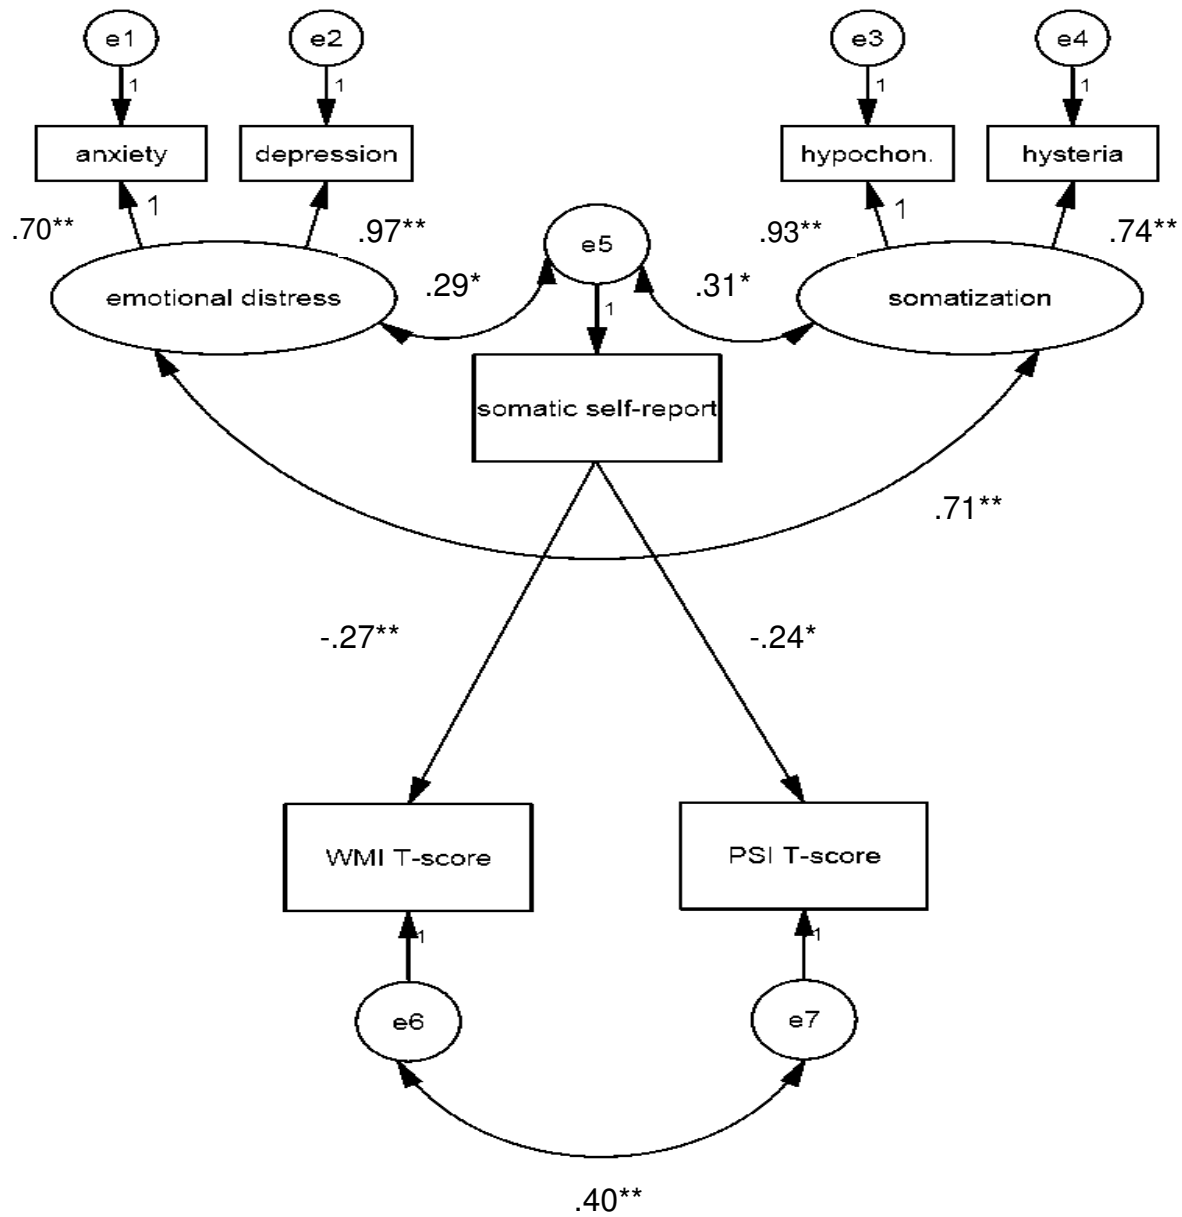 e1 e2 e3 e4
1 1 1 1
anxiety depression hypochon. hysteria
.70** 1 .97** e5 .93** 1 .74**
emotional distress .29* .31* somatization
1
somatic self-report
.71**
-.27** -.24*
WMI T-score PSI T-score
1 1
e6 e7
.40**